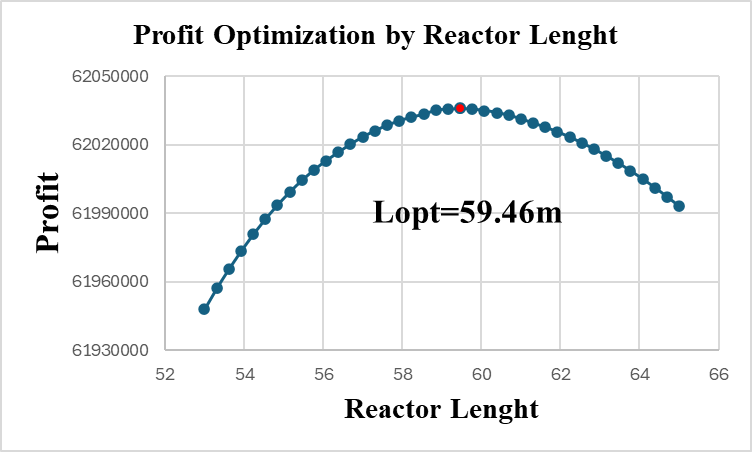 Profit Optimization by Reactor Lenght
62050000
62020000
61990000
61960000
61930000
Profit
Lopt=59.46m
52 54 56 58 60 62 64 66
Reactor Lenght